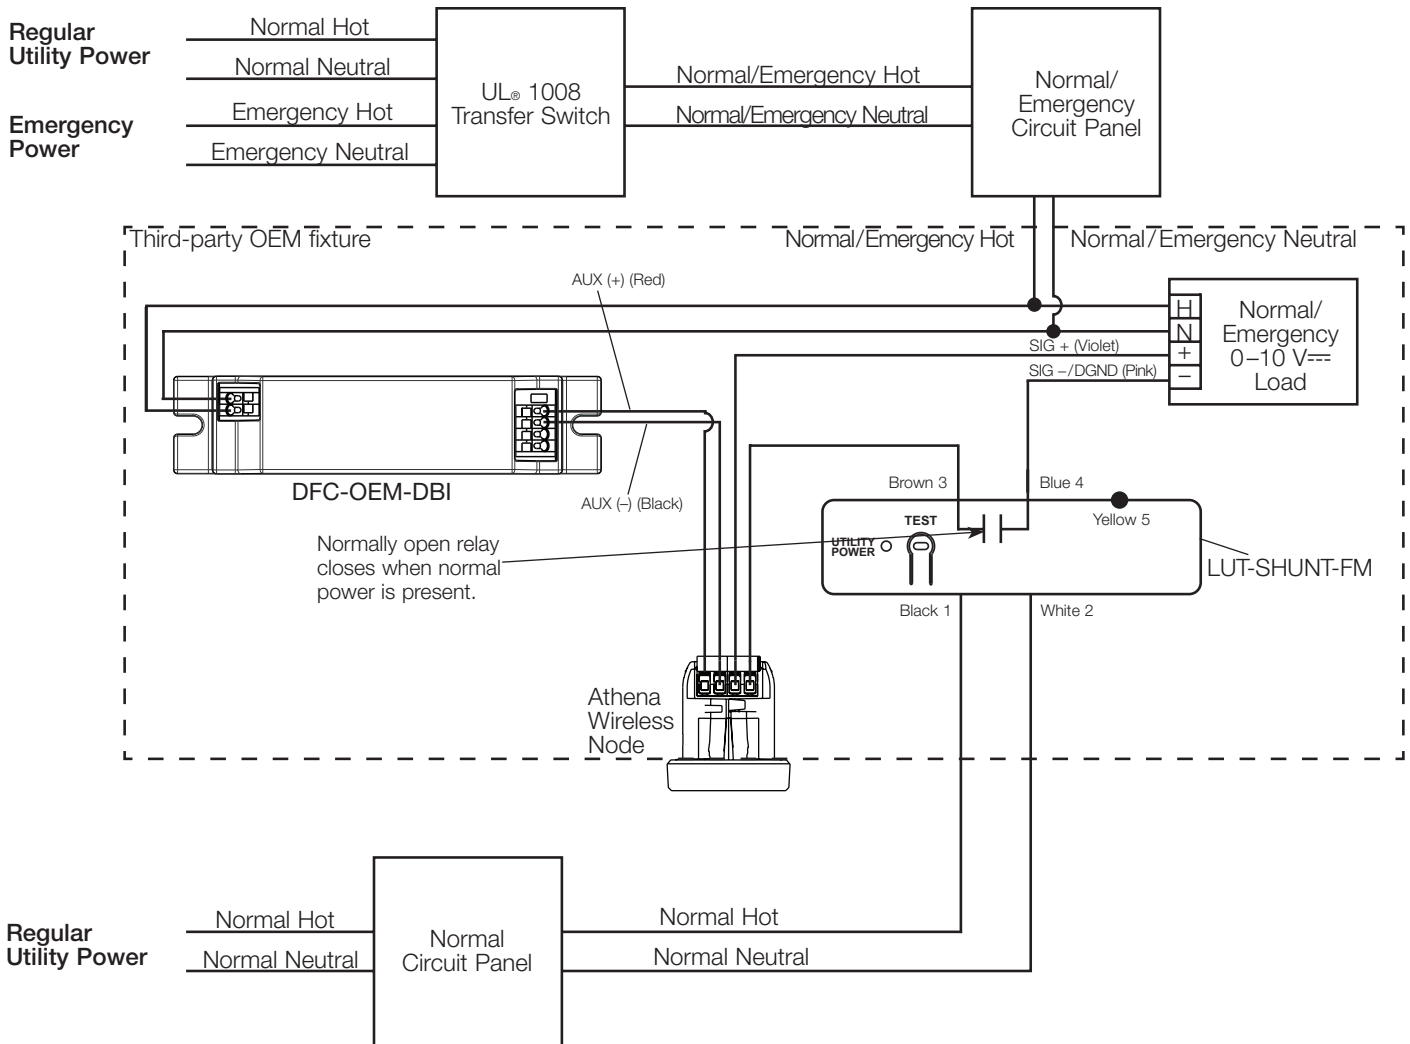 Regular
Utility Power
Normal Hot
Normal Neutral
Emergency
Power
Emergency Hot
Emergency Neutral
UL® 1008
Transfer Switch
Normal/Emergency Hot
Normal/Emergency Neutral
Normal/
Emergency
Circuit Panel
Third-party OEM fixture
Normal/Emergency Hot
Normal/Emergency Neutral
AUX (+) (Red)
H
N
+
–
Normal/
Emergency
0–10 V⎓
Load
SIG + (Violet)
SIG –/DGND (Pink)
DFC-OEM-DBI
AUX (–) (Black)
Brown 3
Blue 4
Yellow 5
TEST
UTILITY
POWER
LUT-SHUNT-FM
Normally open relay
closes when normal
power is present.
Black 1
White 2
Athena
Wireless
Node
Regular
Utility Power
Normal Hot
Normal Neutral
Normal
Circuit Panel
Normal Hot
Normal Neutral